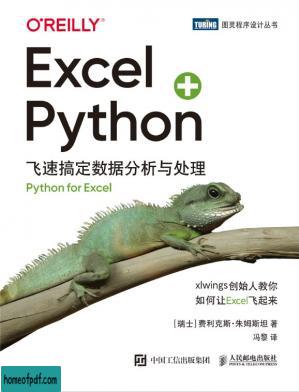 O'REILLY
TURING 图灵程序设计丛书
Excel +
Python
飞速搞定数据分析与处理
Python for Excel
xlwings创始人教你
如何让Excel飞起来
[瑞士]费利克斯·朱姆斯坦 著
冯黎 译
中国工信出版集团 人民邮电出版社
homeofpdf.com